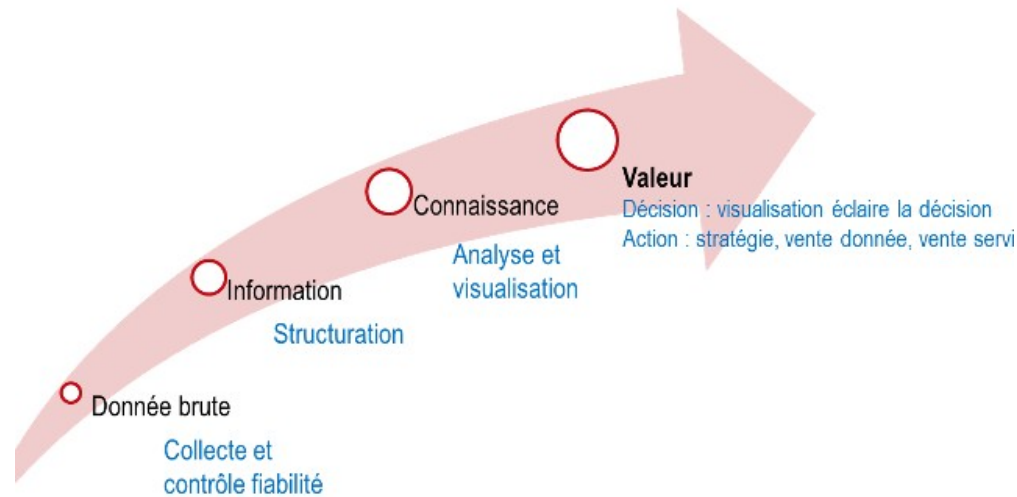 Valeur
Décision : visualisation éclaire la décision
Action : stratégie, vente donnée, vente servi
Connaissance
Analyse et
visualisation
Information
Structuration
Donnée brute
Collecte et
contrôle fiabilité